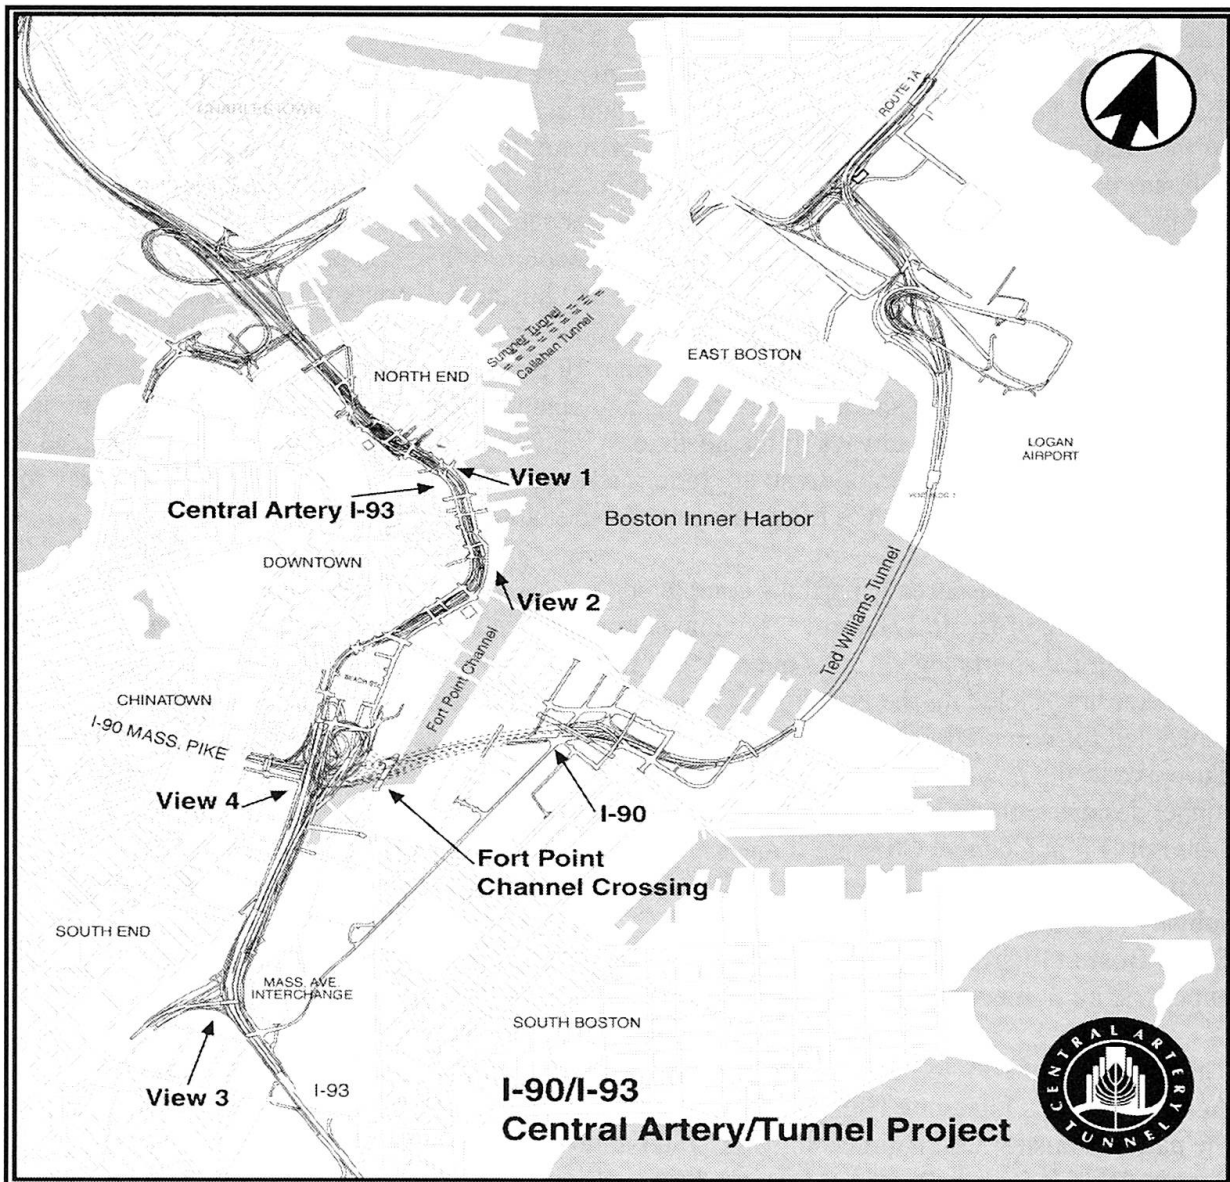 CHARLESTOWN
ROUTE 1A
Sumner Tunnel
Callahan Tunnel
EAST BOSTON
NORTH END
LOGAN
AIRPORT
View 1
Central Artery I-93
Boston Inner Harbor
DOWNTOWN
View 2
Ted Williams Tunnel
Fort Point Channel
BEACH ST.
CHINATOWN
I-90 MASS. PIKE
View 4
I-90
Fort Point
Channel Crossing
SOUTH END
MASS. AVE.
INTERCHANGE
SOUTH BOSTON
View 3
I-93
I-90/I-93
Central Artery/Tunnel Project
CENTRAL ARTERY
TUNNEL